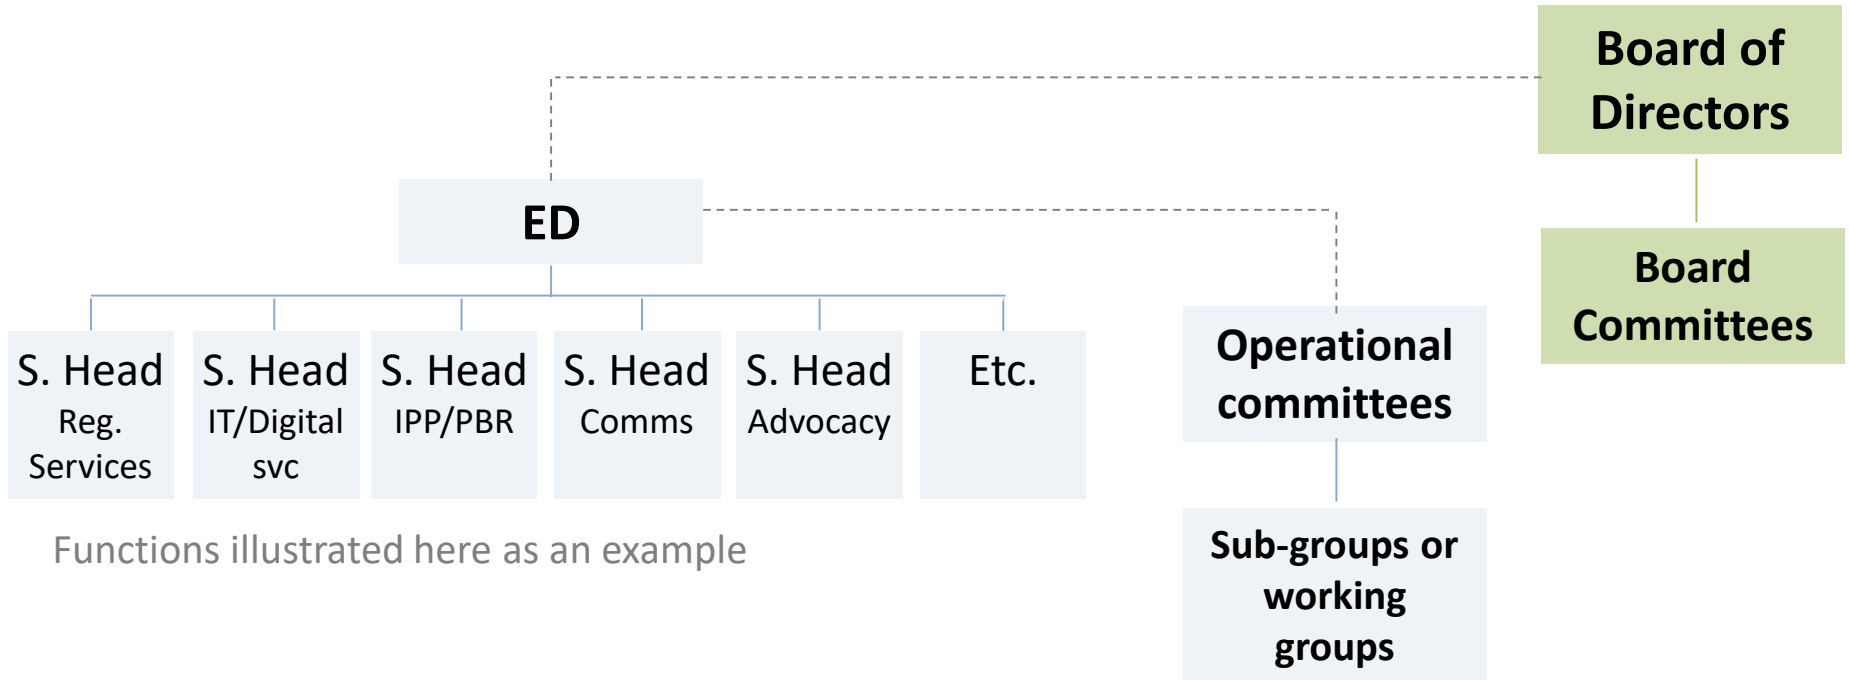 Board of
Directors
ED
Board
Committees
S. Head
Reg.
Services
S. Head
IT/Digital
svc
S. Head
IPP/PBR
S. Head
Comms
S. Head
Advocacy
Etc.
Operational
committees
Functions illustrated here as an example
Sub-groups or
working
groups